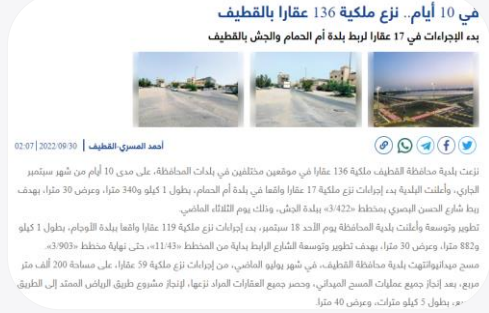 في 10 أيام.. نزع ملكية 136 عقارا بالقطيف
بدء الإجراءات في 17 عقارا لربط بلدة أم الحمام والجش بالقطيف
أحمد المسري-القطيف | 2022/09/30 | 02:07
نزعت بلدية محافظة القطيف ملكية 136 عقارا في موقعين مختلفين في بلدات المحافظة، على مدى 10 أيام من شهر سبتمبر
الجاري، وأعلنت البلدية بدء إجراءات نزع ملكية 17 عقارا واقعا في بلدة أم الحمام، بطول 1 كيلو و340 مترا، وعرض 30 مترا، بهدف
ربط شارع الحسن البصري بمخطط «3/422» ببلدة الجش، وذلك يوم الثلاثاء الماضي.
تطوير وتوسعة وأعلنت بلدية المحافظة يوم الأحد 18 سبتمبر، بدء إجراءات نزع ملكية 119 عقارا واقعا ببلدة الأوجام، بطول 1 كيلو
و882 مترا، وعرض 30 مترا، بهدف تطوير وتوسعة الشارع الرابط بداية من المخطط «11/43»، حتى نهاية مخطط «3/903».
مسح ميدانيوانتهت بلدية محافظة القطيف، في شهر يوليو الماضي، من إجراءات نزع ملكية 59 عقارا، على مساحة 200 ألف متر
مربع، بعد إنجاز جميع عمليات المسح الميداني، وحصر جميع العقارات المراد نزعها، لإنجاز مشروع طريق الرياض الممتد إلى الطريق
بطول 5 كيلو مترات، وعرض 40 مترا.